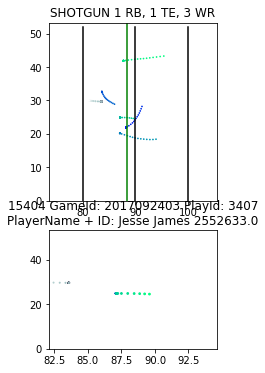 SHOTGUN 1 RB, 1 TE, 3 WR
50
40
30
20
10
0
80 90 100
15404 GameId: 2017092403 PlayId: 3407
PlayerName + ID: Jesse James 2552633.0
40
20
0
82.5 85.0 87.5 90.0 92.5